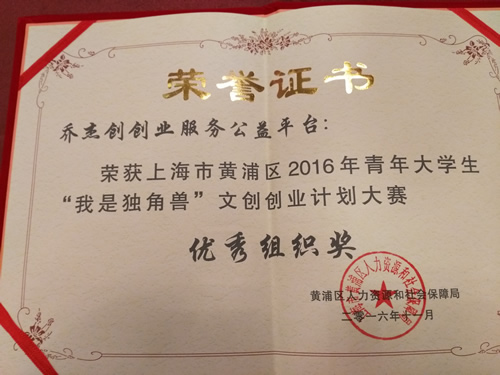 荣誉证书
乔杰创创业服务公益平台：
荣获上海市黄浦区2016年青年大学生
“我是独角兽”文创创业计划大赛
优秀组织奖
黄浦区人力资源和社会保障局
二〇一六年十一月